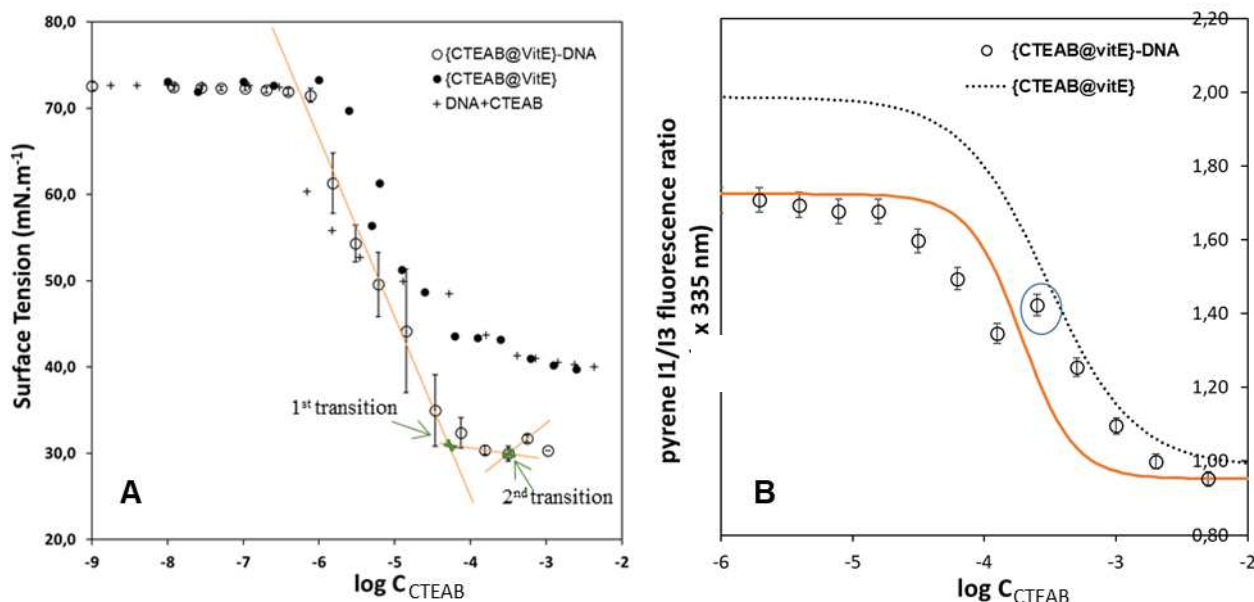 80,0
70,0
60,0
50,0
40,0
30,0
20,0
Surface Tension (mN.m-1)
{CTEAB@VitE}-DNA
{CTEAB@VitE}
DNA+CTEAB
1st transition
2nd transition
A
-9
-8
-7
-6
-5
-4
-3
-2
log CCTEAB
pyrene I1/I3 fluorescence ratio
x 335 nm)
{CTEAB@vitE}-DNA
{CTEAB@vitE}
2,20
2,00
1,80
1,60
1,40
1,20
1,00
0,80
B
-6
-5
-4
-3
-2
log CCTEAB